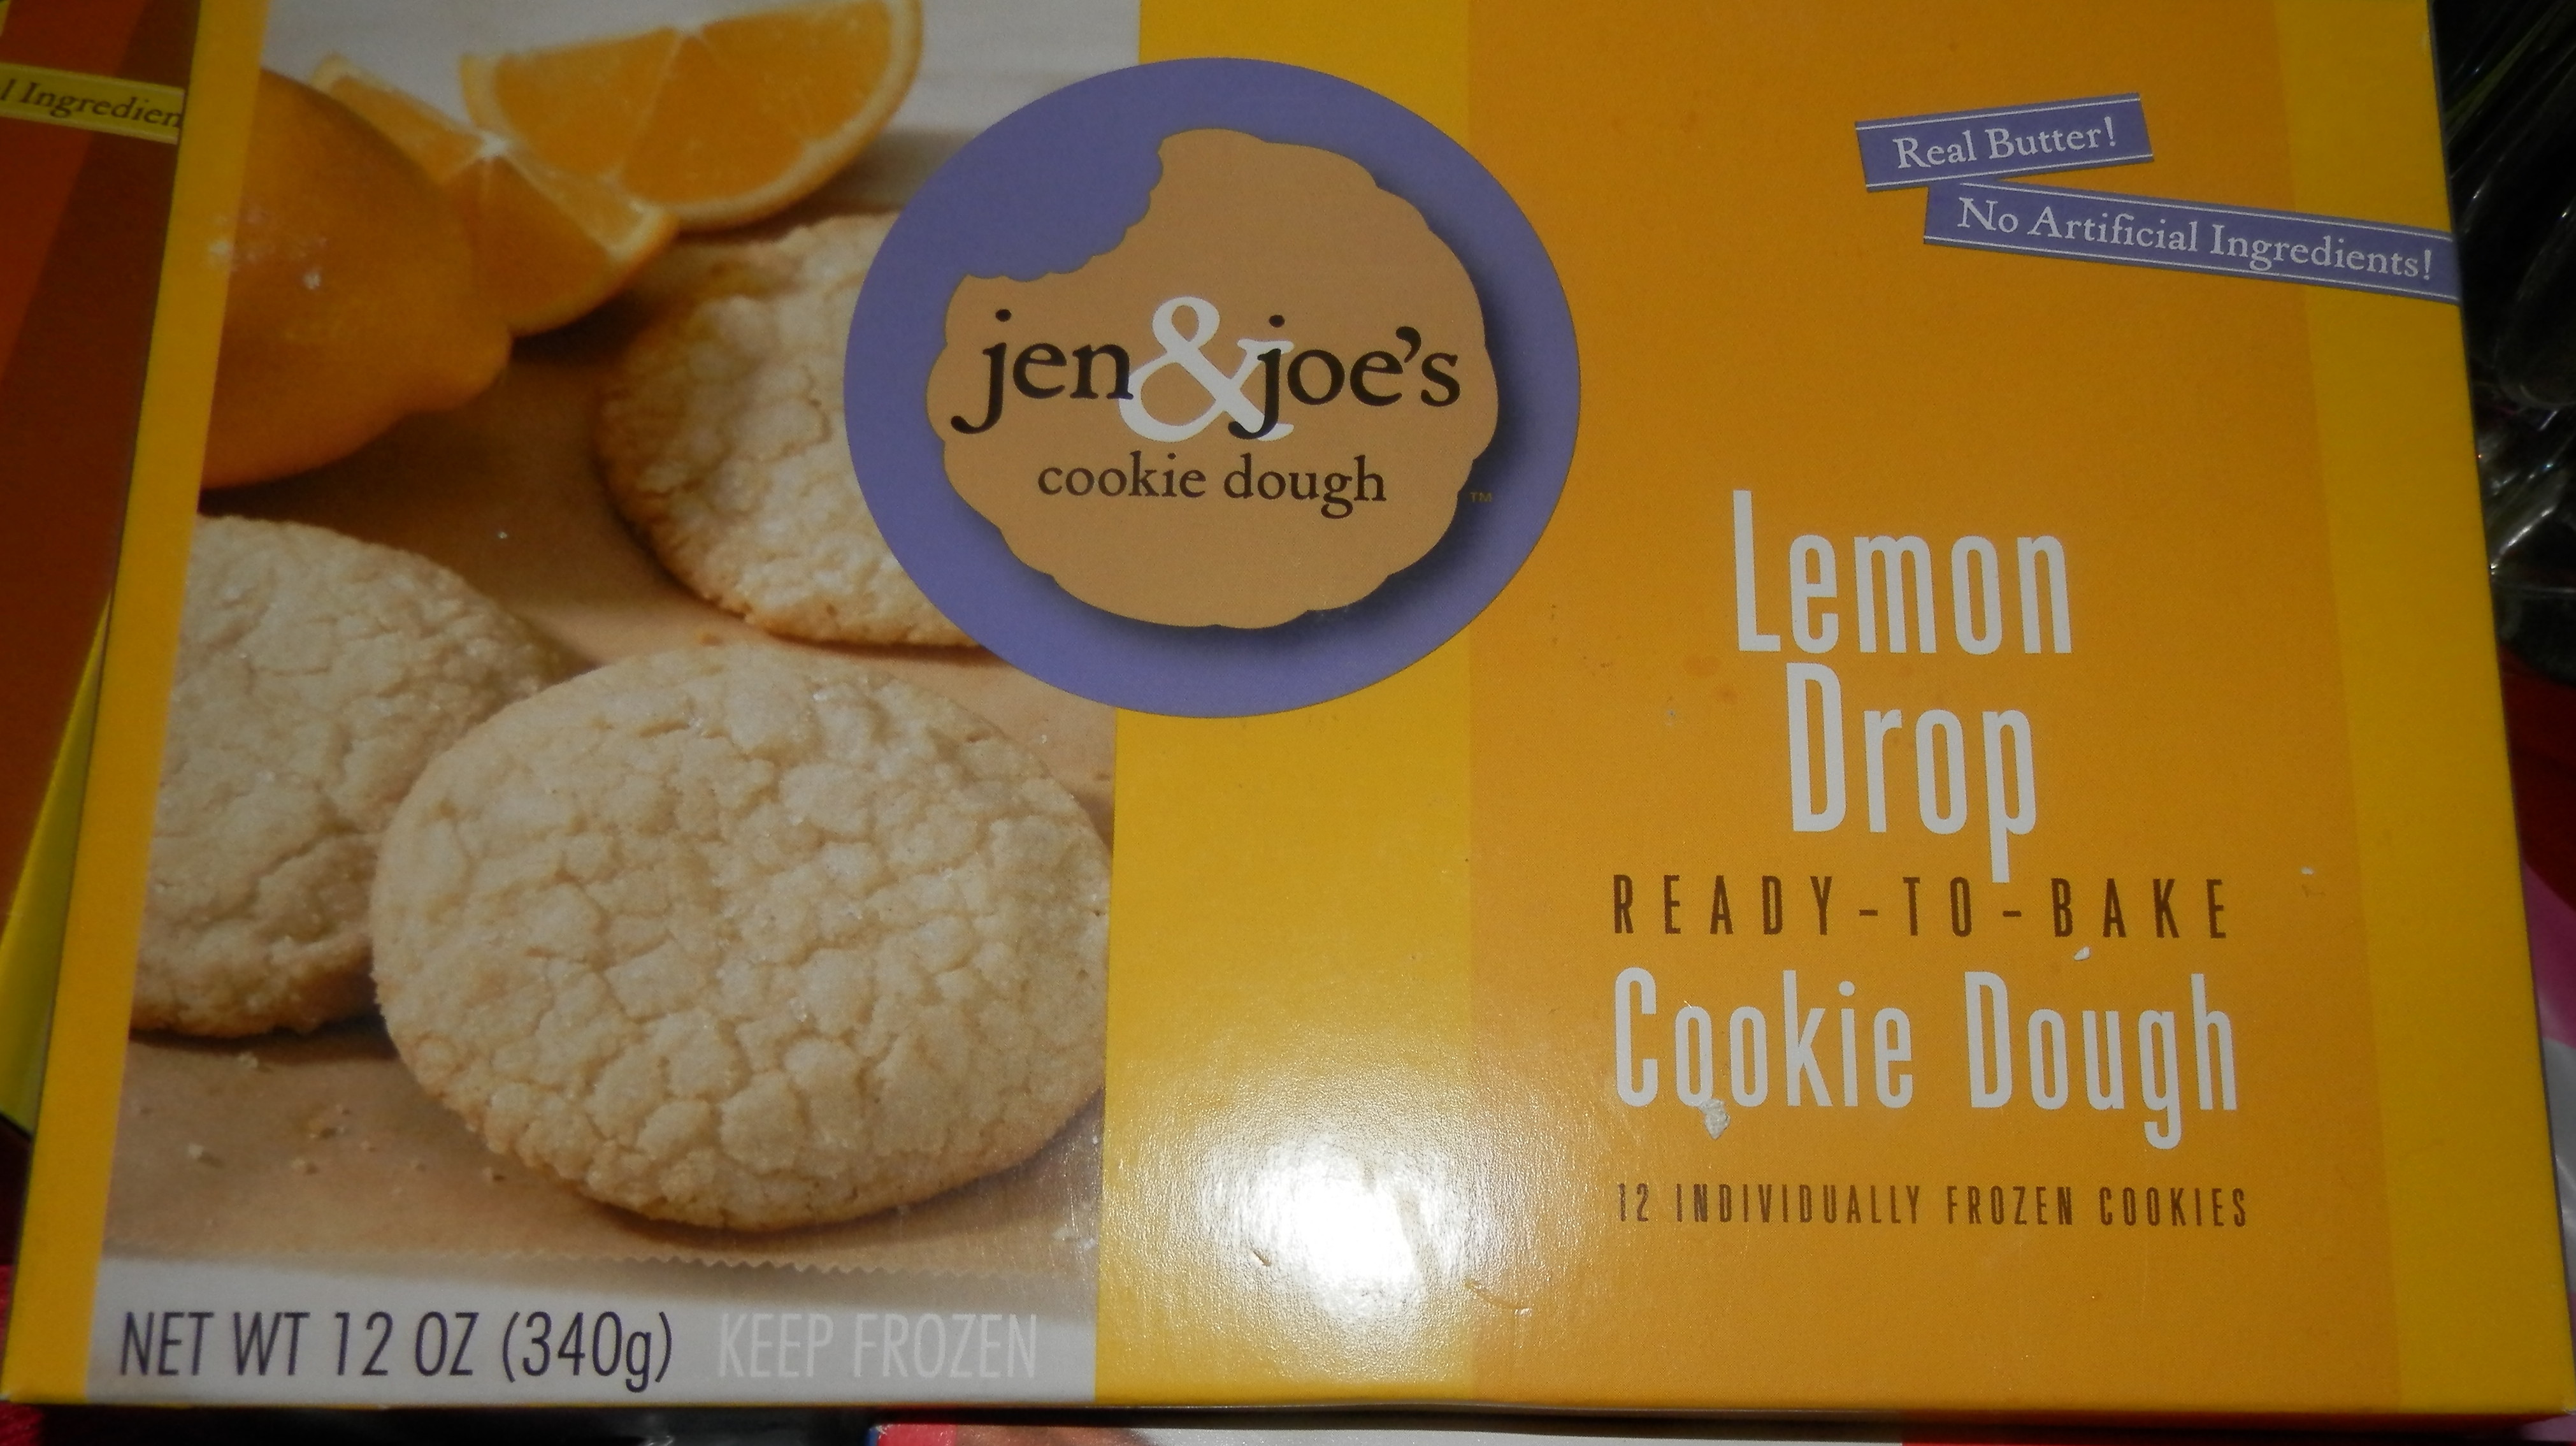 l Ingredien
Real Butter!
No Artificial Ingredients!
jen & joe's
cookie dough
TM
Lemon
Drop
READY-TO-BAKE
Cookie Dough
12 INDIVIDUALLY FROZEN COOKIES
NET WT 12 OZ (340g) KEEP FROZEN